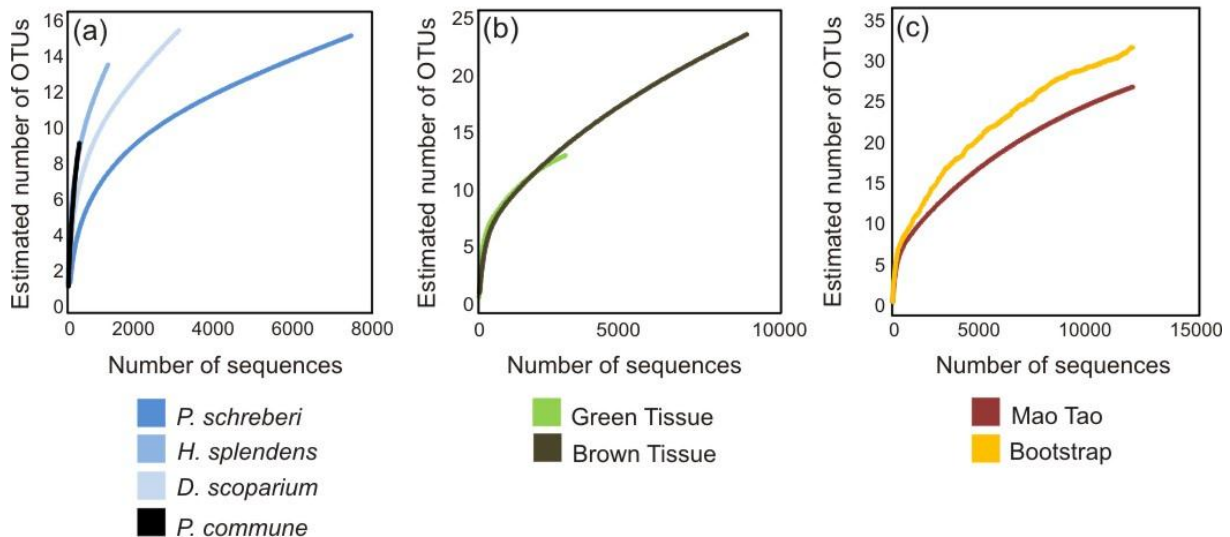 (a)
Estimated number of OTUs
16
14
12
10
8
6
4
2
0
0 2000 4000 6000 8000
Number of sequences
P. schreberi
H. splendens
D. scoparium
P. commune
(b)
Estimated number of OTUs
25
20
15
10
5
0
0 5000 10000
Number of sequences
Green Tissue
Brown Tissue
(c)
Estimated number of OTUs
35
30
25
20
15
10
5
0
0 5000 10000 15000
Number of sequences
Mao Tao
Bootstrap